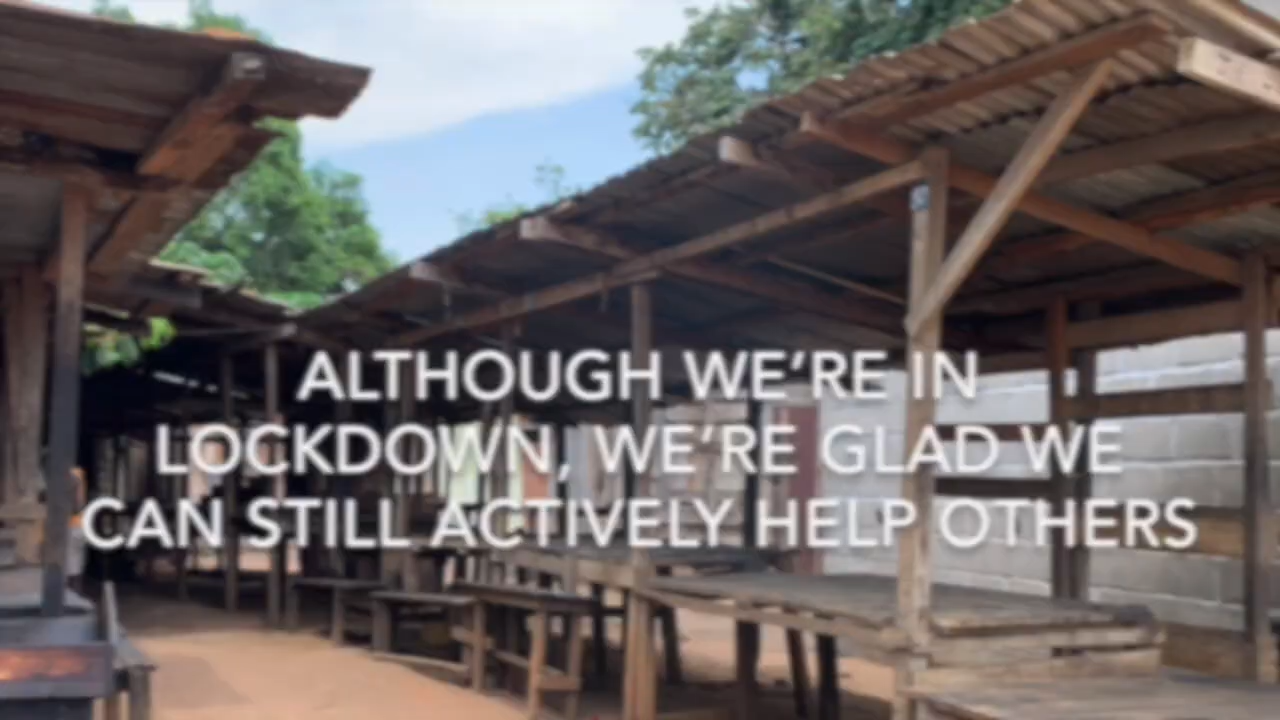 ALTHOUGH WE'RE IN
LOCKDOWN, WE'RE GLAD WE
CAN STILL ACTIVELY HELP OTHERS